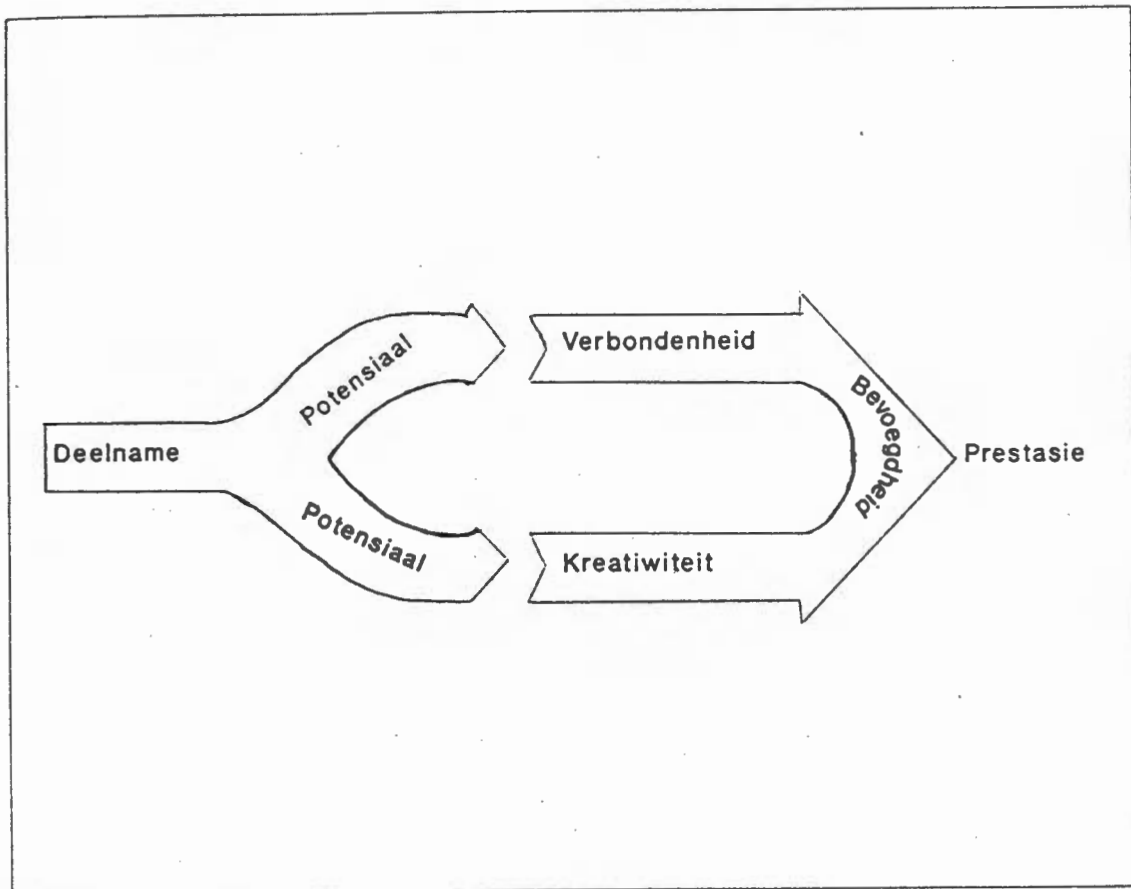 Deelname
Potensiaal
Potensiaal
Verbondenheid
Kreatiwiteit
Bevoegdheid
Prestasie